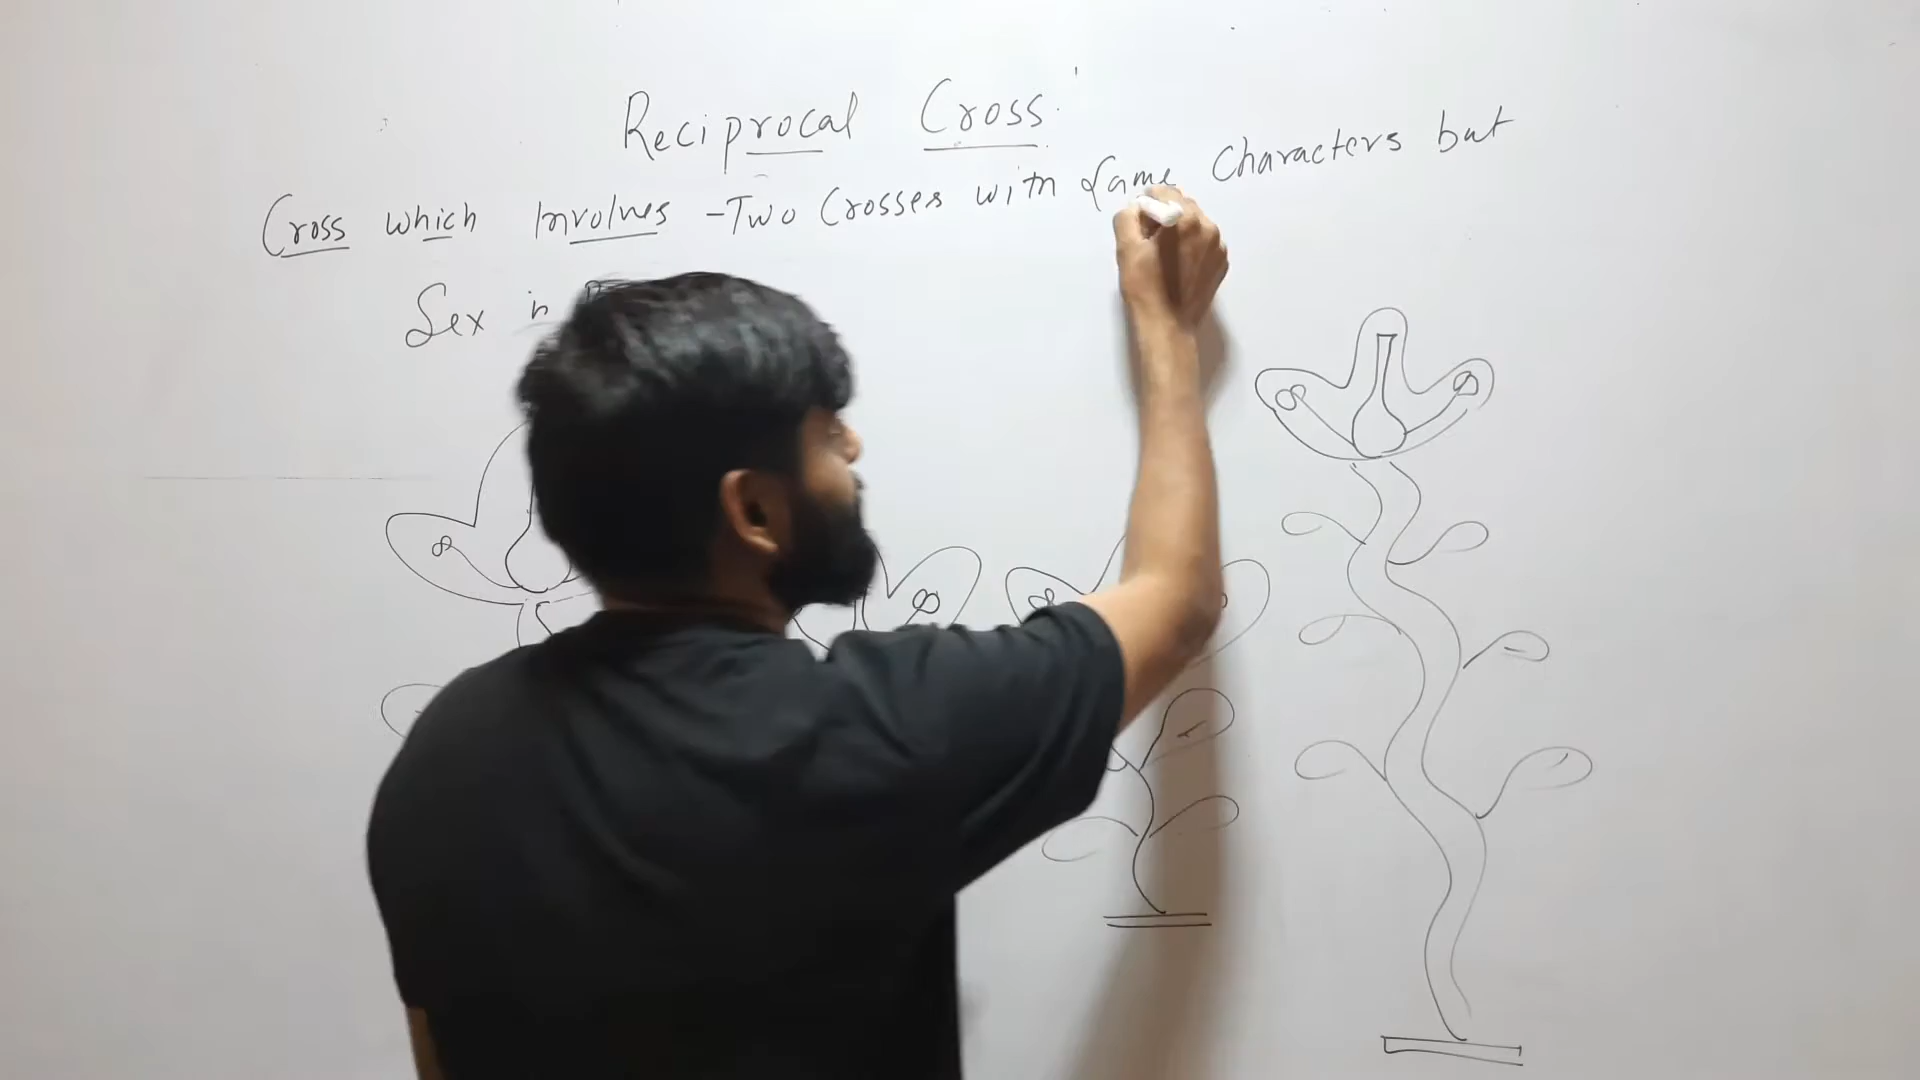 Reciprocal Cross
Cross which Involves - Two Crosses with Same Characters but
Sex in